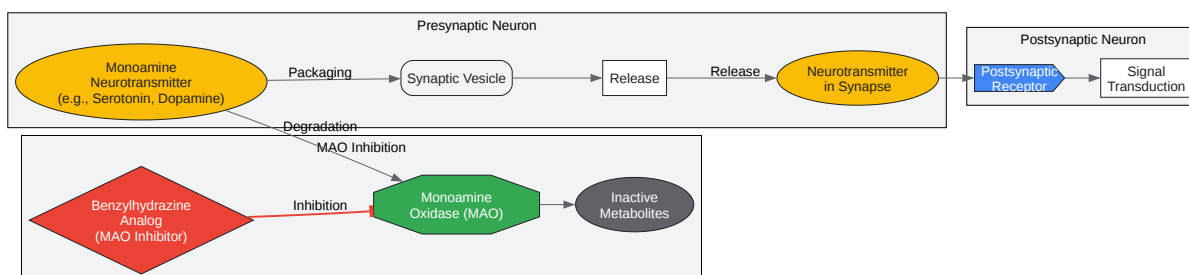 Presynaptic Neuron
Monoamine
Neurotransmitter
(e.g., Serotonin, Dopamine)
Packaging
Synaptic Vesicle
Release
Release
Neurotransmitter
in Synapse
Postsynaptic Neuron
Postsynaptic
Receptor
Signal
Transduction
Degradation
MAO Inhibition
Benzylhydrazine
Analog
(MAO Inhibitor)
Inhibition
Monoamine
Oxidase (MAO)
Inactive
Metabolites